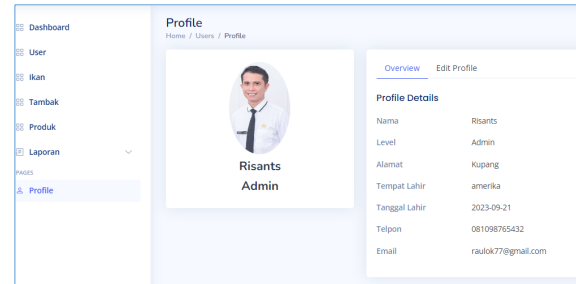 Dashboard
User
Ikan
Tambak
Produk
Laporan
PAGES
Profile
Profile
Home / Users / Profile
Risants
Admin
Overview Edit Profile
Profile Details
Nama Risants
Level Admin
Alamat Kupang
Tempat Lahir amerika
Tanggal Lahir 2023-09-21
Telpon 081098765432
Email raulok77@gmail.com